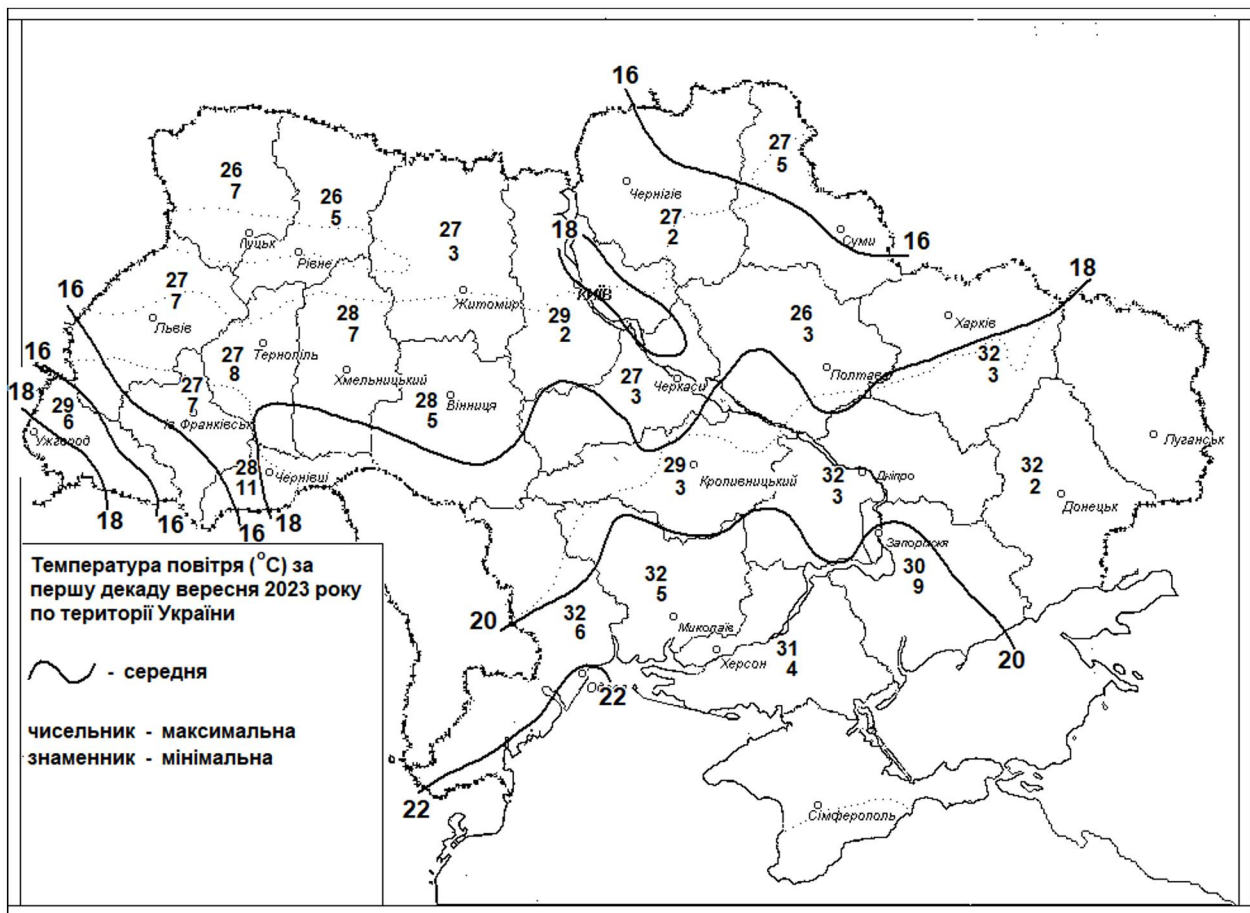 16
27
5
26
7
Чернігів
26
5
27
2
27
3
18
Суми
16
Луцьк
Рівне
18
27
7
16
Житомир
КИЇВ
28
7
29
2
26
3
Харків
Львів
27
8
Тернопіль
32
3
16
Хмельницький
27
3
Черкаси
Полтава
18
27
7
28
5
Вінниця
29
6
Ужгород
Ів.Франківськ
Луганськ
28
11
Чернівці
29
3
Кропивницький
32
3
Дніпро
32
2
Донецьк
18
16
16
18
Запоріжжя
30
9
Температура повітря (°С) за
першу декаду вересня 2023 року
по території України
32
5
20
32
6
Миколаїв
Херсон
31
4
20
- середня
22
чисельник - максимальна
знаменник - мінімальна
22
Сімферополь